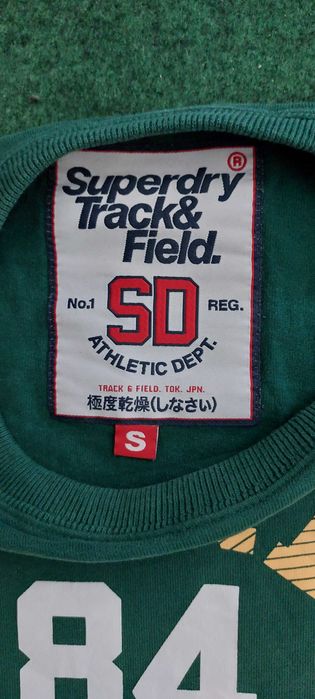 ®
Superdry
Track&
Field.
No.1 SD REG.
ATHLETIC DEPT.
TRACK & FIELD. TOK. JPN.
極度乾燥(しなさい)
S
84